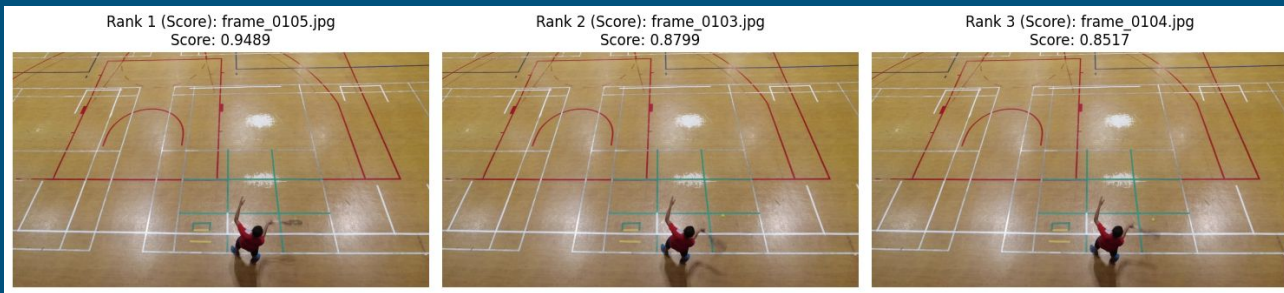 Rank 1 (Score): frame_0105.jpg
Score: 0.9489
Rank 2 (Score): frame_0103.jpg
Score: 0.8799
Rank 3 (Score): frame_0104.jpg
Score: 0.8517